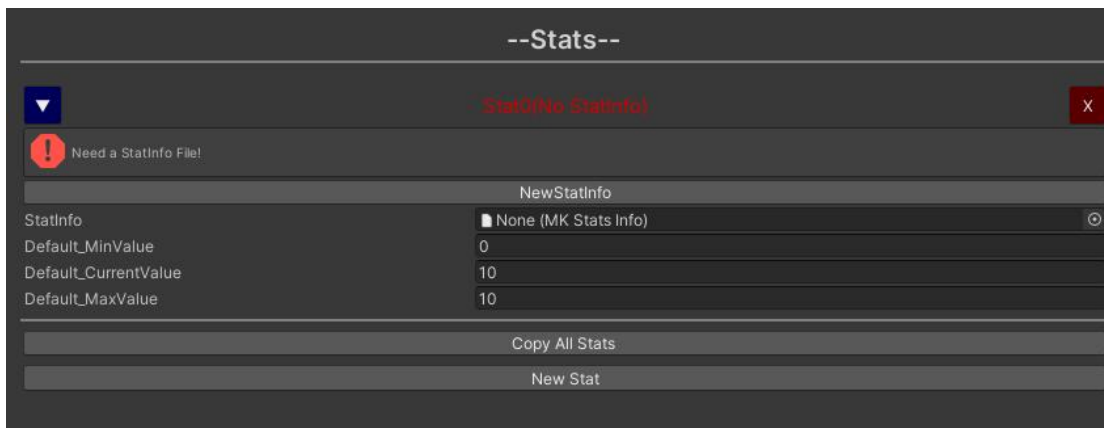 --Stats--
▼ Stat0(No StatInfo) X
Need a StatInfo File!
NewStatInfo
StatInfo None (MK Stats Info)
Default_MinValue 0
Default_CurrentValue 10
Default_MaxValue 10
Copy All Stats
New Stat